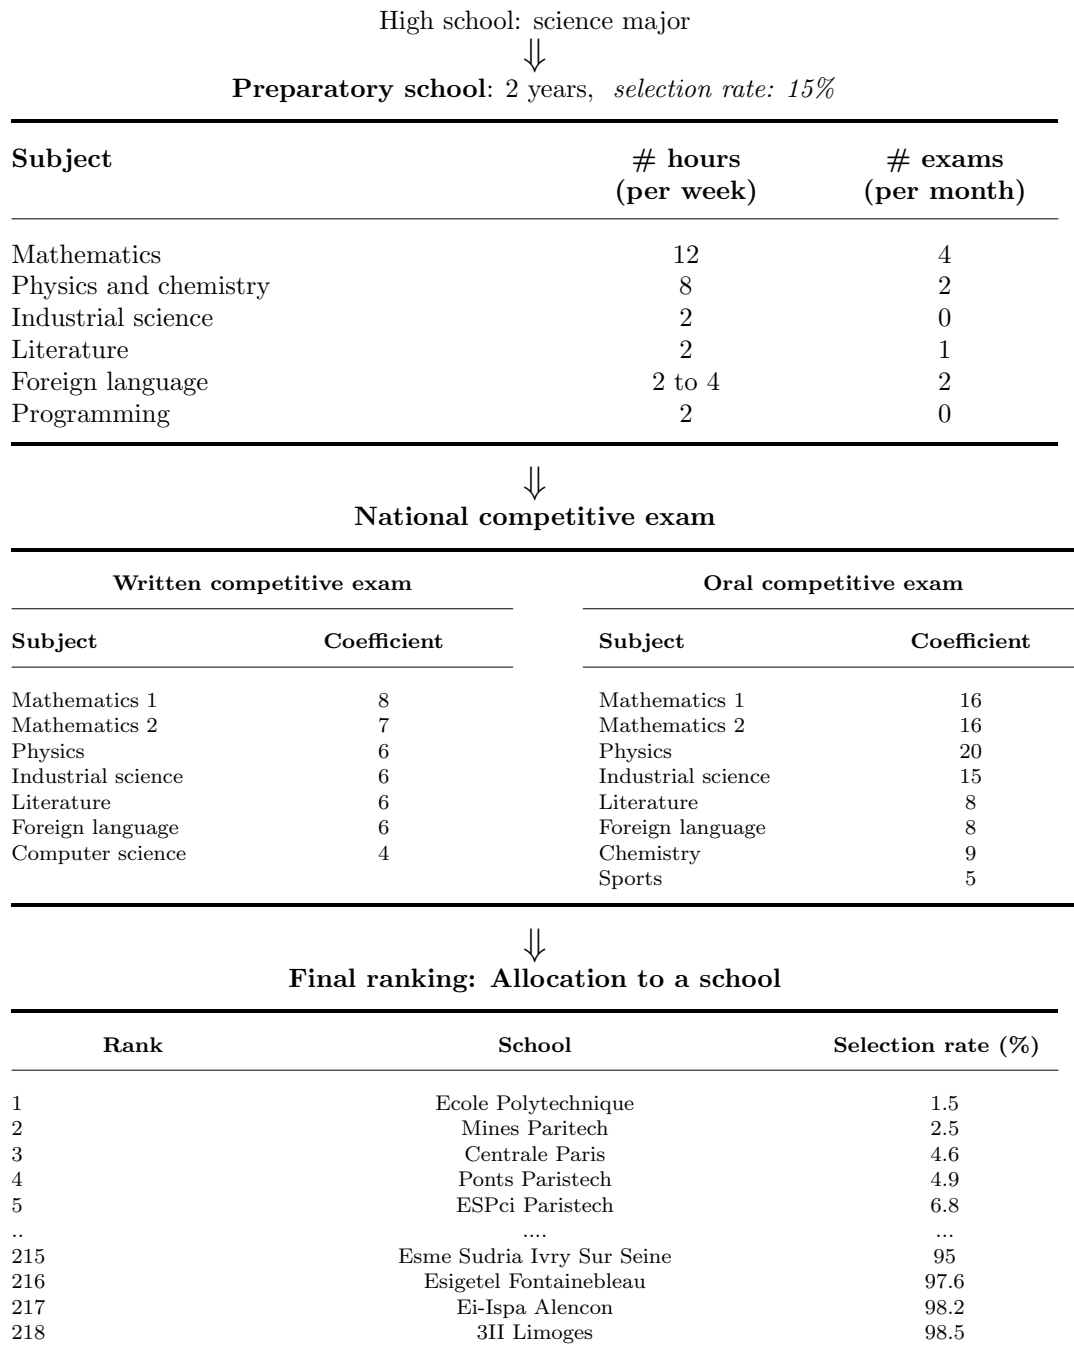 High school: science major
⇓
Preparatory school: 2 years, selection rate: 15%
Subject # hours # exams
(per week) (per month)
Mathematics 12 4
Physics and chemistry 8 2
Industrial science 2 0
Literature 2 1
Foreign language 2 to 4 2
Programming 2 0
⇓
National competitive exam
Written competitive exam Oral competitive exam
Subject Coefficient Subject Coefficient
Mathematics 1 8 Mathematics 1 16
Mathematics 2 7 Mathematics 2 16
Physics 6 Physics 20
Industrial science 6 Industrial science 15
Literature 6 Literature 8
Foreign language 6 Foreign language 8
Computer science 4 Chemistry 9
Sports 5
⇓
Final ranking: Allocation to a school
Rank School Selection rate (%)
1 Ecole Polytechnique 1.5
2 Mines Paritech 2.5
3 Centrale Paris 4.6
4 Ponts Paristech 4.9
5 ESPci Paristech 6.8
.. .... ...
215 Esme Sudria Ivry Sur Seine 95
216 Esigetel Fontainebleau 97.6
217 Ei-Ispa Alencon 98.2
218 3II Limoges 98.5